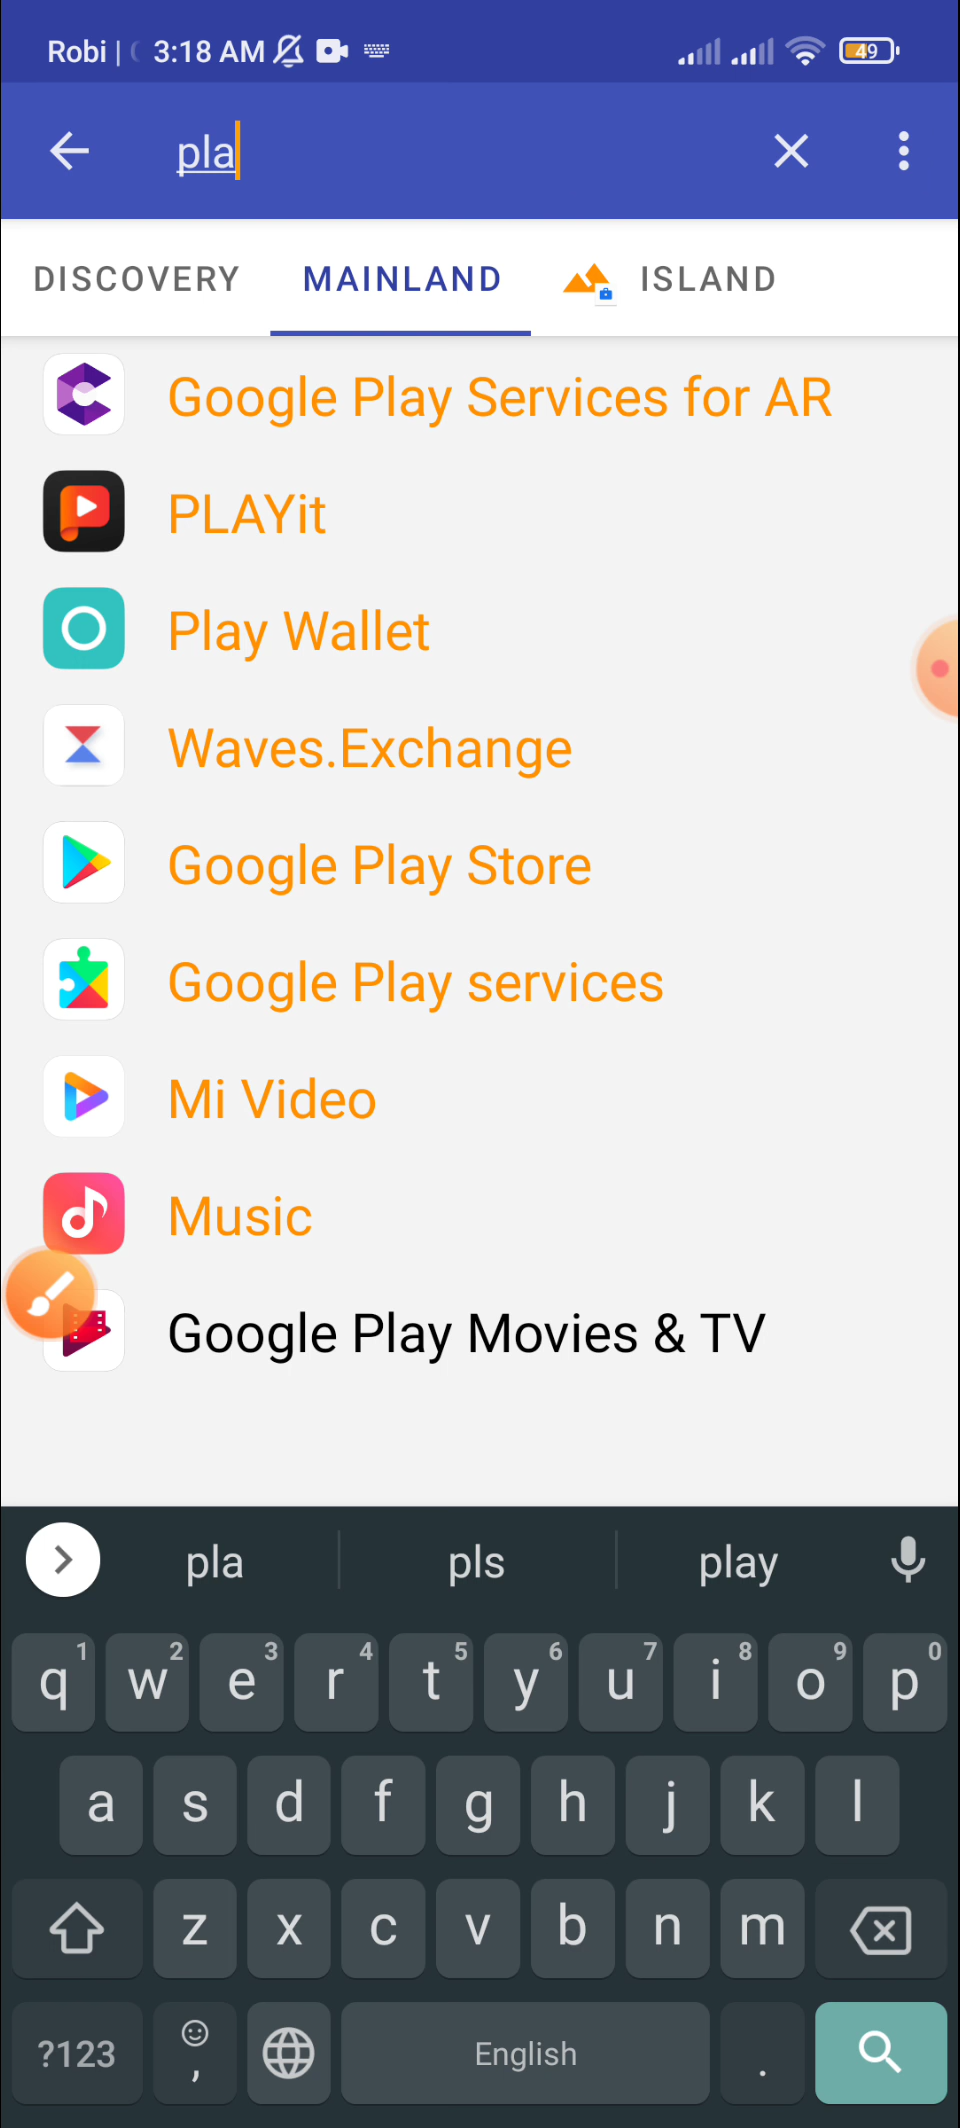 Robi | 3:18 AM 49
pla
DISCOVERY MAINLAND ISLAND
Google Play Services for AR
PLAYit
Play Wallet
Waves.Exchange
Google Play Store
Google Play services
Mi Video
Music
Google Play Movies & TV
pla pls play
1 2 3 4 5 6 7 8 9 0
q w e r t y u i o p
a s d f g h j k l
z x c v b n m
?123 , English .